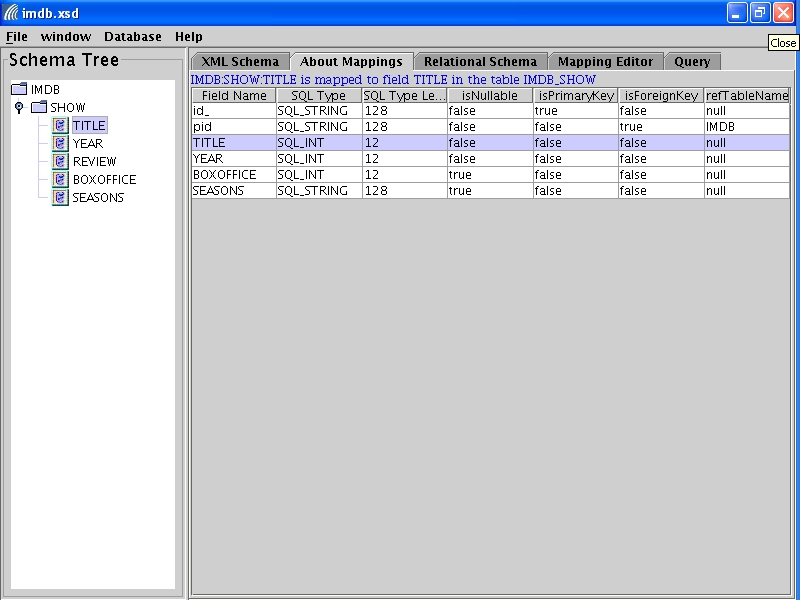 imdb.xsd
File window Database Help
Close
Schema Tree
IMDB
SHOW
TITLE
YEAR
REVIEW
BOXOFFICE
SEASONS
XML Schema About Mappings Relational Schema Mapping Editor Query
IMDB:SHOW:TITLE is mapped to field TITLE in the table IMDB_SHOW
Field Name SQL Type SQL Type Le... isNullable isPrimaryKey isForeignKey refTableName
id_ SQL_STRING 128 false true false null
pid SQL_STRING 128 false false true IMDB
TITLE SQL_INT 12 false false false null
YEAR SQL_INT 12 false false false null
BOXOFFICE SQL_INT 12 true false false null
SEASONS SQL_STRING 128 true false false null